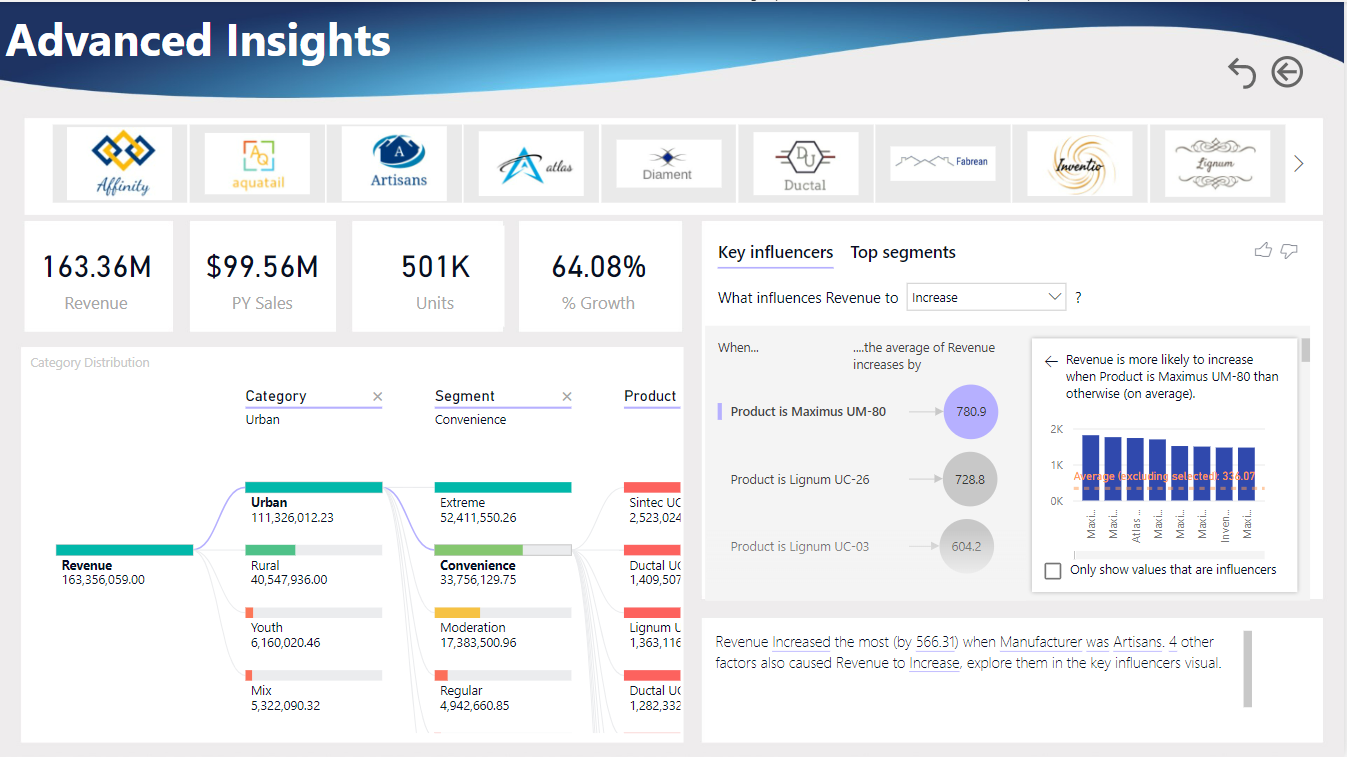 Advanced Insights
Affinity
AQ
aquatail
A
Artisans
atlas
Diament
DU
Ductal
Fabrean
Inventio
Lignum
163.36M
Revenue
$99.56M
PY Sales
501K
Units
64.08%
% Growth
Category Distribution
Category
Urban
Segment
Convenience
Product
Revenue
163,356,059.00
Urban
111,326,012.23
Rural
40,547,936.00
Youth
6,160,020.46
Mix
5,322,090.32
Extreme
52,411,550.26
Convenience
33,756,129.75
Moderation
17,383,500.96
Regular
4,942,660.85
Sintec UC
2,523,024
Ductal UC
1,409,507
Lignum U
1,363,116
Ductal UC
1,282,332
Key influencers Top segments
What influences Revenue to Increase ?
When...
....the average of Revenue
increases by
Product is Maximus UM-80
780.9
Product is Lignum UC-26
728.8
Product is Lignum UC-03
604.2
Revenue is more likely to increase
when Product is Maximus UM-80 than
otherwise (on average).
2K
1K
0K
Average (excluding selected): 336.07
Maxi...
Maxi...
Atlas ...
Maxi...
Maxi...
Maxi...
Inven...
Maxi...
Only show values that are influencers
Revenue Increased the most (by 566.31) when Manufacturer was Artisans. 4 other
factors also caused Revenue to Increase, explore them in the key influencers visual.